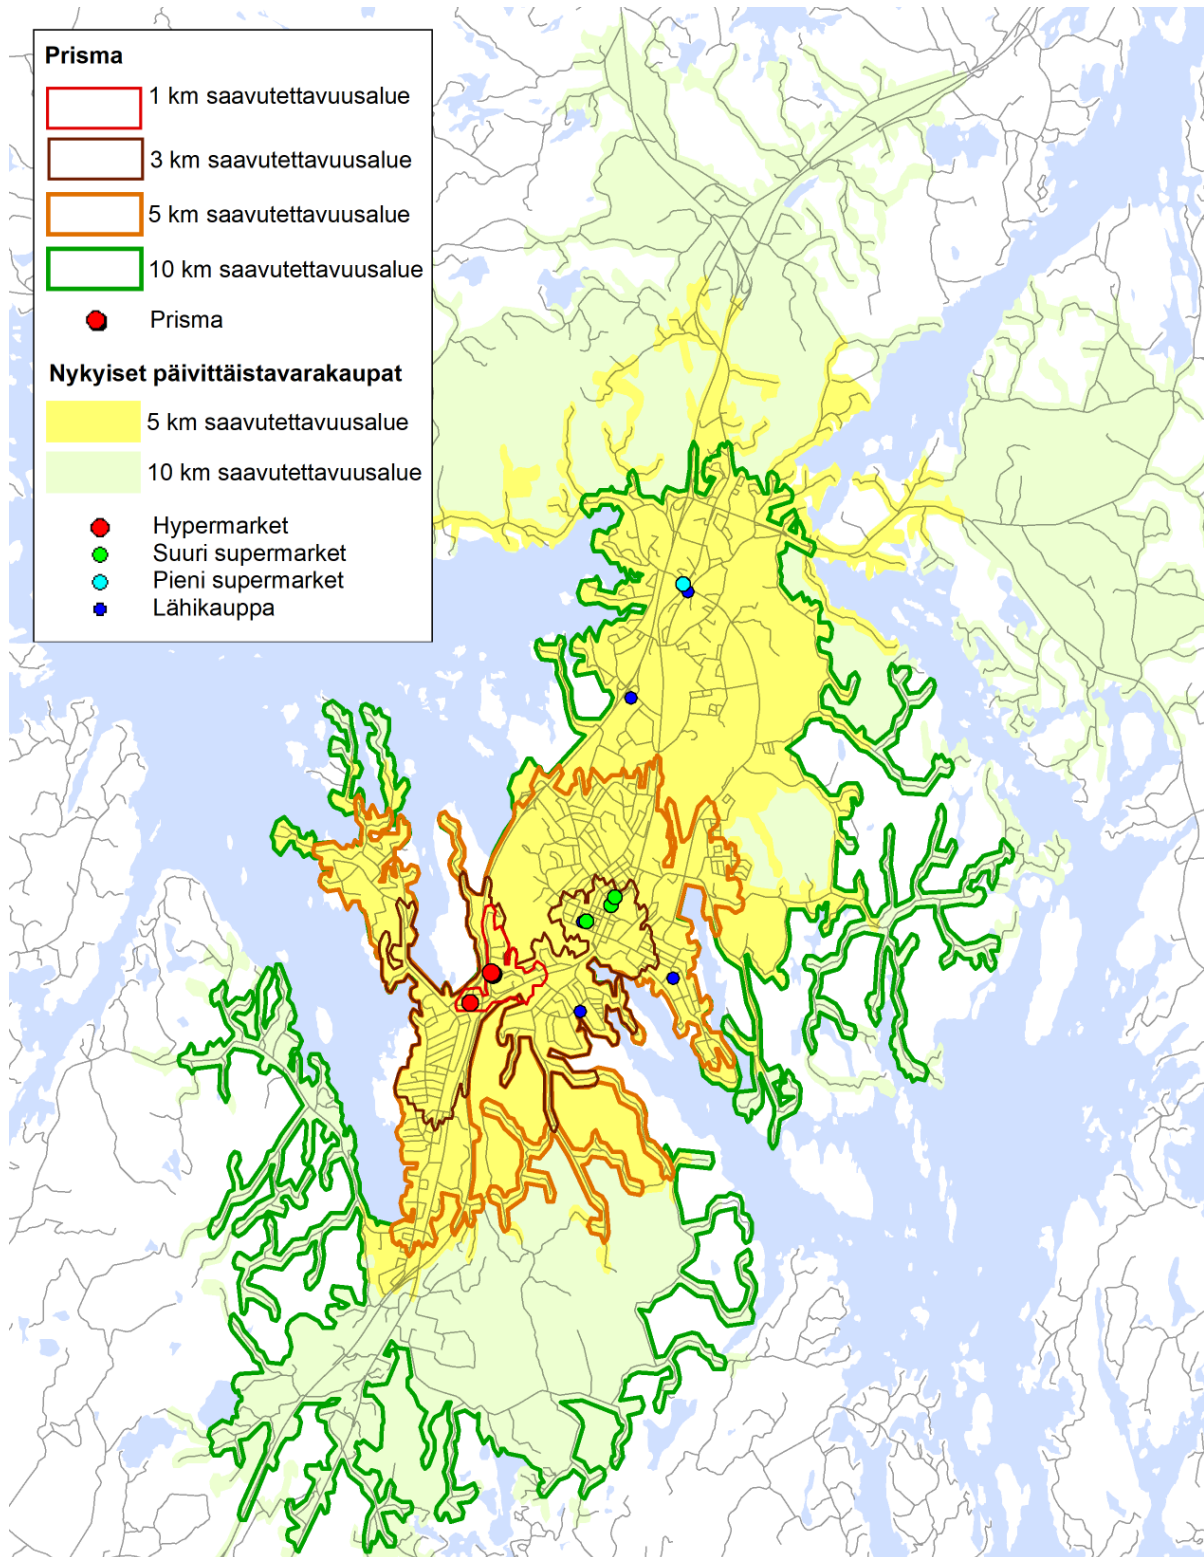 Prisma
1 km saavutettavuusalue
3 km saavutettavuusalue
5 km saavutettavuusalue
10 km saavutettavuusalue
Prisma
Nykyiset päivittäistavarakaupat
5 km saavutettavuusalue
10 km saavutettavuusalue
Hypermarket
Suuri supermarket
Pieni supermarket
Lähikauppa